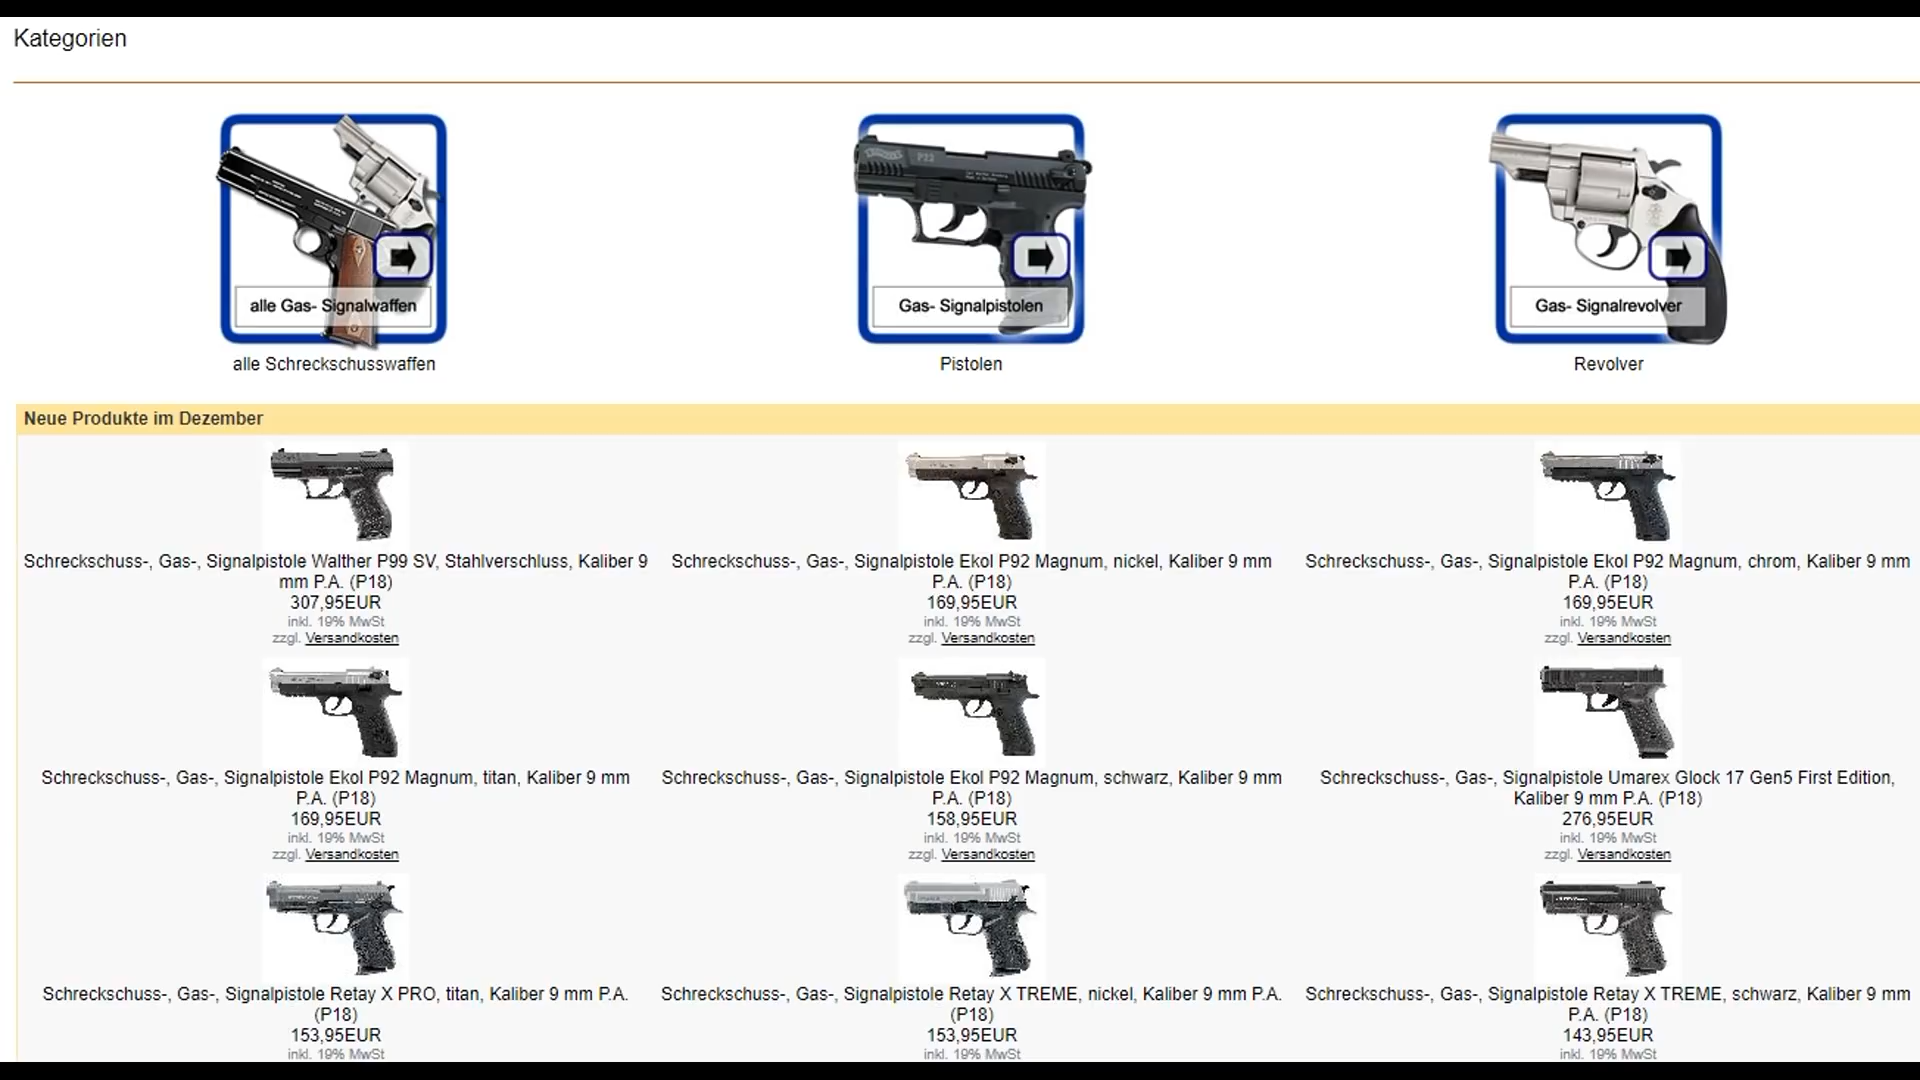 Kategorien
P22
alle Gas- Signalwaffen
Gas- Signalpistolen
Gas- Signalrevolver
alle Schreckschusswaffen
Pistolen
Revolver
Neue Produkte im Dezember
Schreckschuss-, Gas-, Signalpistole Walther P99 SV, Stahlverschluss, Kaliber 9
mm P.A. (P18)
307,95EUR
inkl. 19% MwSt
zzgl. Versandkosten
Schreckschuss-, Gas-, Signalpistole Ekol P92 Magnum, nickel, Kaliber 9 mm
P.A. (P18)
169,95EUR
inkl. 19% MwSt
zzgl. Versandkosten
Schreckschuss-, Gas-, Signalpistole Ekol P92 Magnum, chrom, Kaliber 9 mm
P.A. (P18)
169,95EUR
inkl. 19% MwSt
zzgl. Versandkosten
Schreckschuss-, Gas-, Signalpistole Ekol P92 Magnum, titan, Kaliber 9 mm
P.A. (P18)
169,95EUR
inkl. 19% MwSt
zzgl. Versandkosten
Schreckschuss-, Gas-, Signalpistole Ekol P92 Magnum, schwarz, Kaliber 9 mm
P.A. (P18)
158,95EUR
inkl. 19% MwSt
zzgl. Versandkosten
Schreckschuss-, Gas-, Signalpistole Umarex Glock 17 Gen5 First Edition,
Kaliber 9 mm P.A. (P18)
276,95EUR
inkl. 19% MwSt
zzgl. Versandkosten
Schreckschuss-, Gas-, Signalpistole Retay X PRO, titan, Kaliber 9 mm P.A.
(P18)
153,95EUR
inkl. 19% MwSt
Schreckschuss-, Gas-, Signalpistole Retay X TREME, nickel, Kaliber 9 mm P.A.
(P18)
153,95EUR
inkl. 19% MwSt
Schreckschuss-, Gas-, Signalpistole Retay X TREME, schwarz, Kaliber 9 mm
P.A. (P18)
143,95EUR
inkl. 19% MwSt